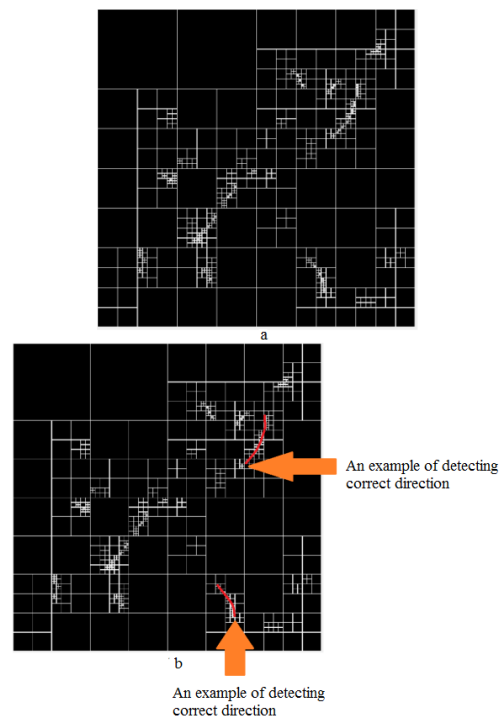 a
An example of detecting
correct direction
b
An example of detecting
correct direction